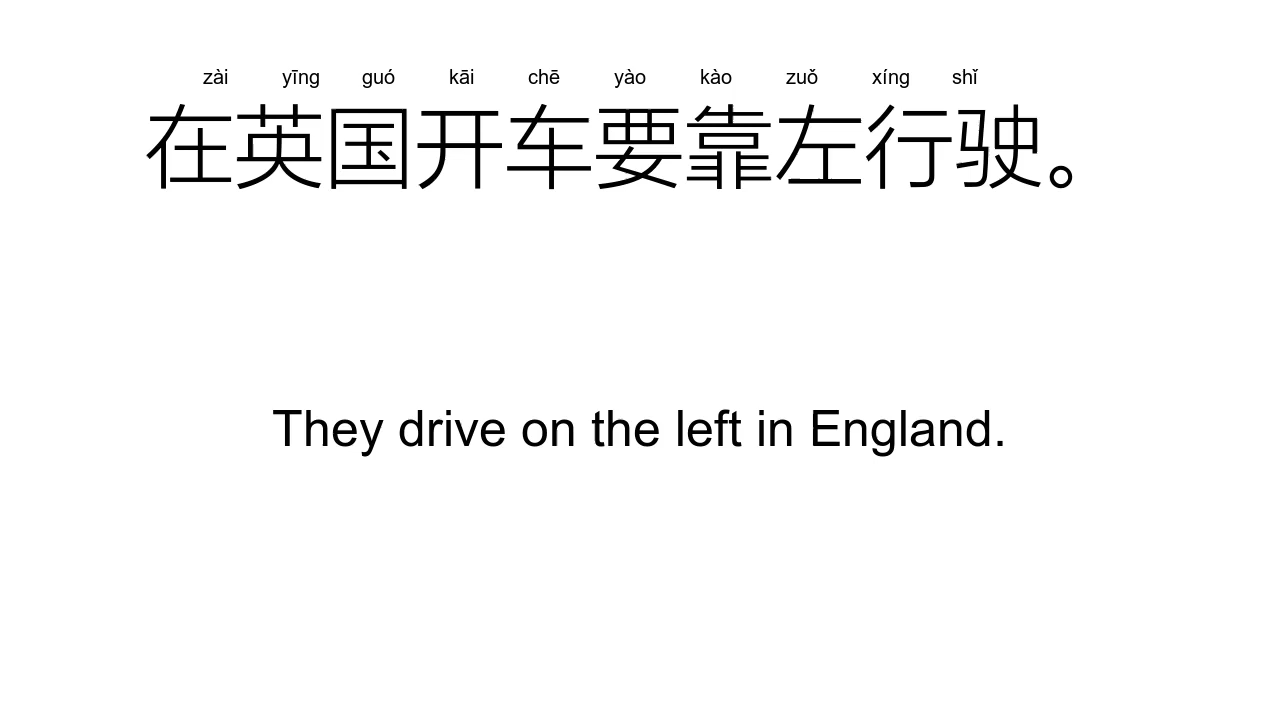 zài yīng guó kāi chē yào kào zuǒ xíng shǐ
在英国开车要靠左行驶。
They drive on the left in England.